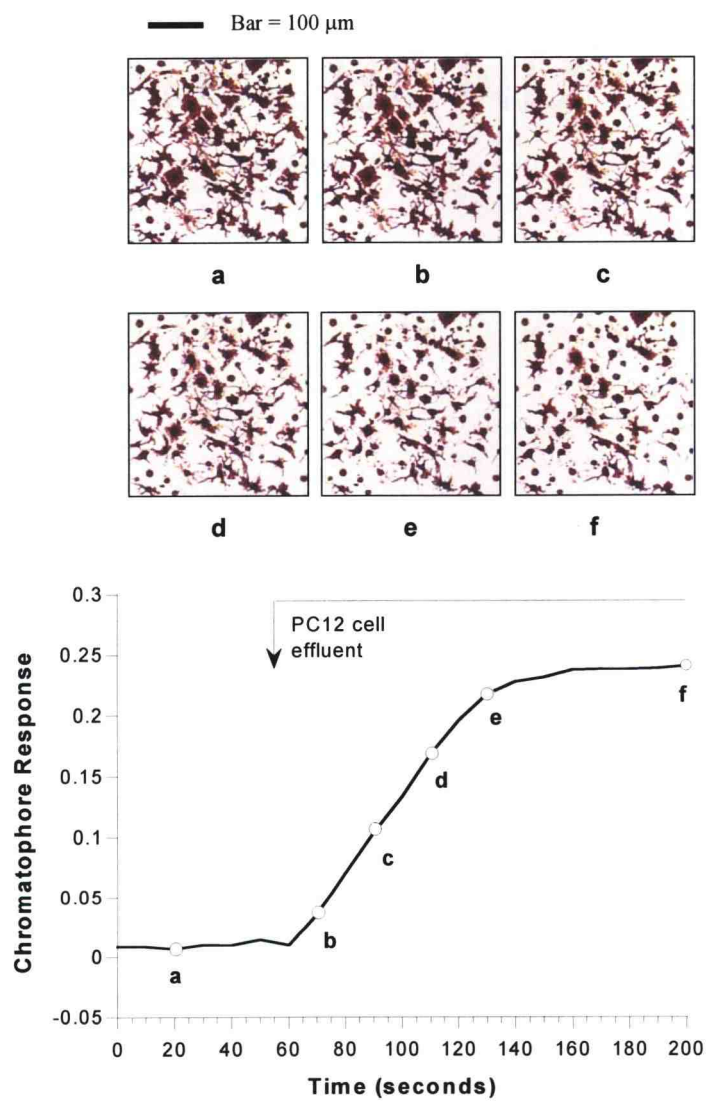 Bar = 100 µm
a b c
d e f
0.3
PC12 cell
effluent
0.25
f
e
0.2
d
0.15
c
0.1
0.05
b
0
a
-0.05
0 20 40 60 80 100 120 140 160 180 200
Chromatophore Response
Time (seconds)